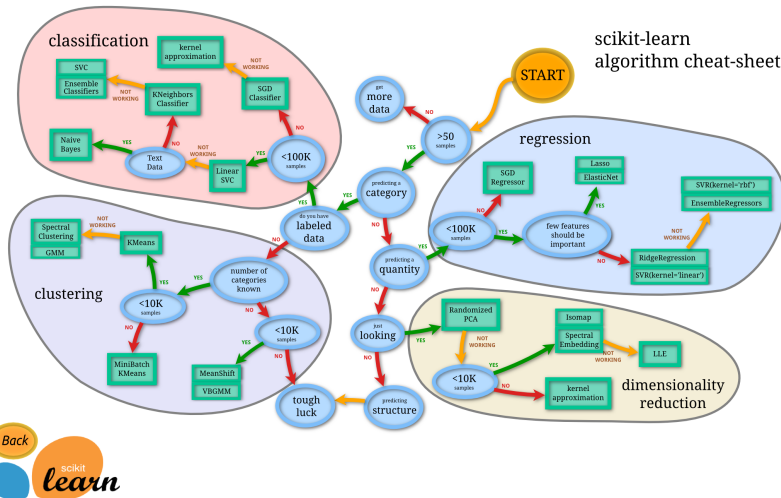 scikit-learn
algorithm cheat-sheet
START
classification
kernel
approximation
NOT
WORKING
SVC
Ensemble
Classifiers
NOT
WORKING
KNeighbors
Classifier
SGD
Classifier
NO
NO
Naive
Bayes
YES
Text
Data
NOT
WORKING
Linear
SVC
YES
<100K
samples
YES
get
more
data
NO
>50
samples
YES
predicting a
category
YES
NO
do you have
labeled
data
NO
predicting a
quantity
YES
NO
regression
SGD
Regressor
NO
Lasso
ElasticNet
YES
SVR(kernel='rbf')
EnsembleRegressors
<100K
samples
YES
few features
should be
important
NO
NOT
WORKING
RidgeRegression
SVR(kernel='linear')
clustering
Spectral
Clustering
GMM
NOT
WORKING
KMeans
YES
number of
categories
known
YES
NO
<10K
samples
NO
<10K
samples
YES
NO
MiniBatch
KMeans
MeanShift
VBGMM
just
looking
YES
NO
tough
luck
predicting
structure
Randomized
PCA
NOT
WORKING
Isomap
Spectral
Embedding
NOT
WORKING
LLE
YES
<10K
samples
NO
kernel
approximation
dimensionality
reduction
Back
scikit
learn